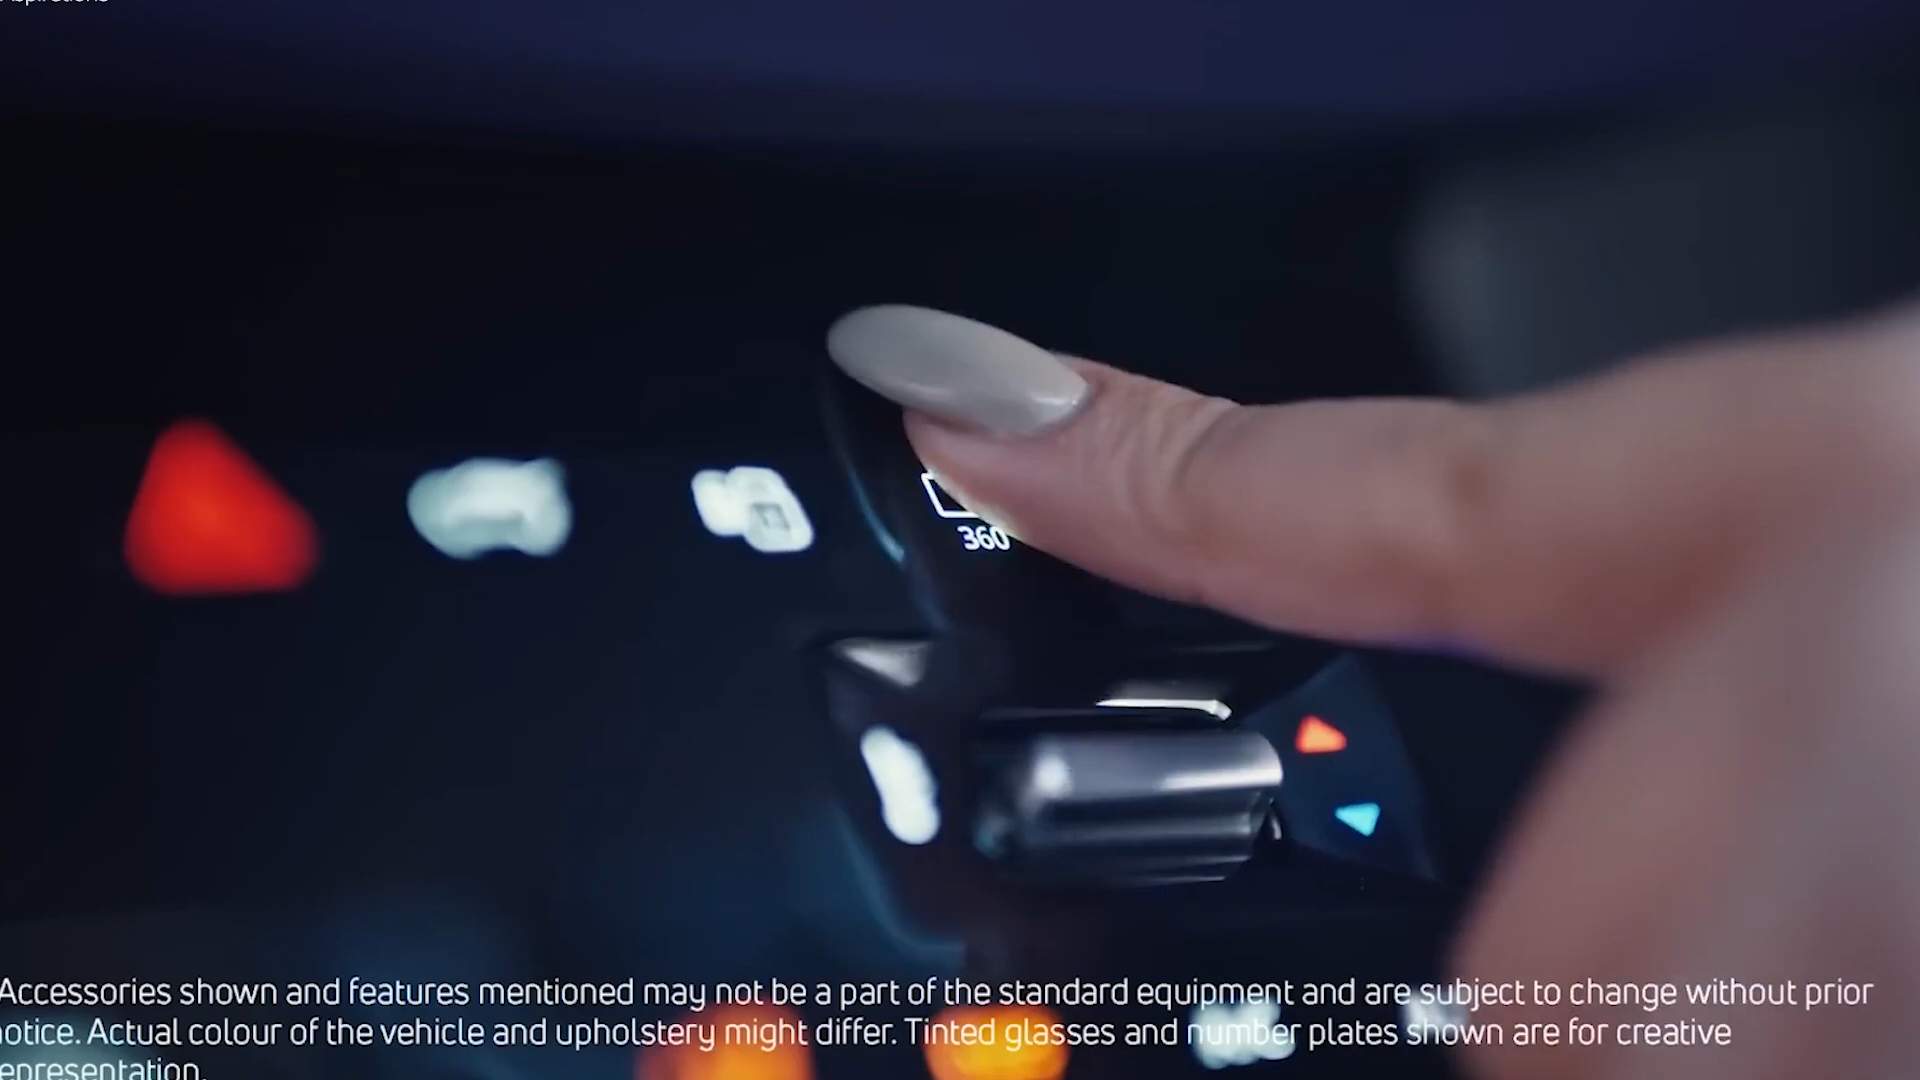 360
Accessories shown and features mentioned may not be a part of the standard equipment and are subject to change without prior
notice. Actual colour of the vehicle and upholstery might differ. Tinted glasses and number plates shown are for creative
representation.